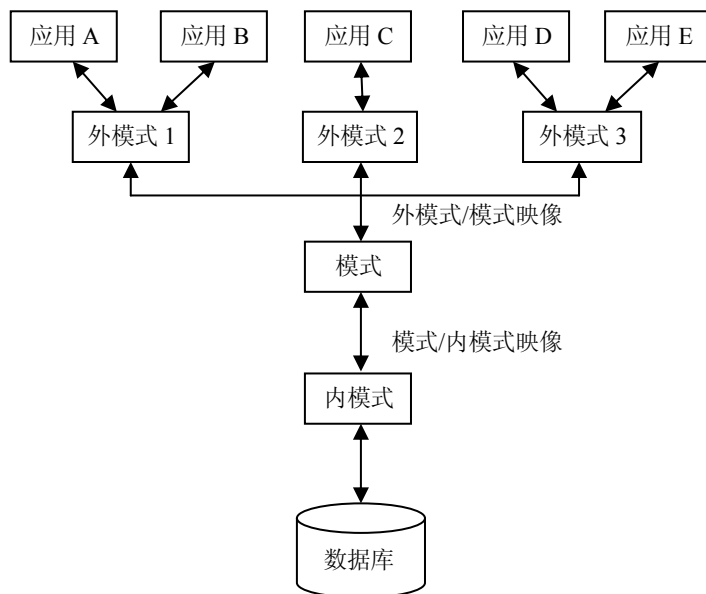 应用 A
应用 B
应用 C
应用 D
应用 E
外模式 1
外模式 2
外模式 3
外模式/模式映像
模式
模式/内模式映像
内模式
数据库